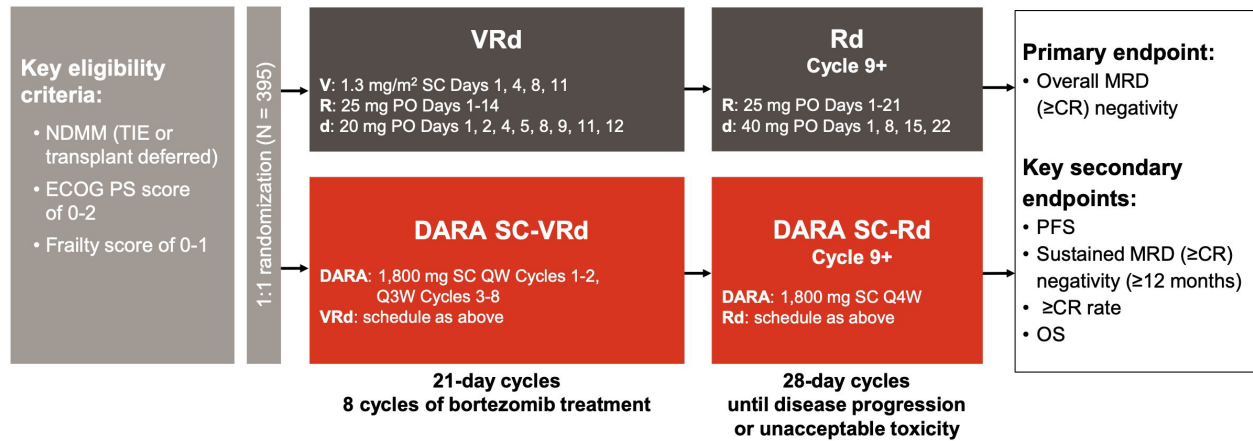 Key eligibility
criteria:
• NDMM (TIE or
transplant deferred)
• ECOG PS score
of 0-2
• Frailty score of 0-1
1:1 randomization (N = 395)
VRd
V: 1.3 mg/m² SC Days 1, 4, 8, 11
R: 25 mg PO Days 1-14
d: 20 mg PO Days 1, 2, 4, 5, 8, 9, 11, 12
Rd
Cycle 9+
R: 25 mg PO Days 1-21
d: 40 mg PO Days 1, 8, 15, 22
DARA SC-VRd
DARA: 1,800 mg SC QW Cycles 1-2,
Q3W Cycles 3-8
VRd: schedule as above
DARA SC-Rd
Cycle 9+
DARA: 1,800 mg SC Q4W
Rd: schedule as above
21-day cycles
8 cycles of bortezomib treatment
28-day cycles
until disease progression
or unacceptable toxicity
Primary endpoint:
• Overall MRD
(≥CR) negativity
Key secondary
endpoints:
• PFS
• Sustained MRD (≥CR)
negativity (≥12 months)
• ≥CR rate
• OS